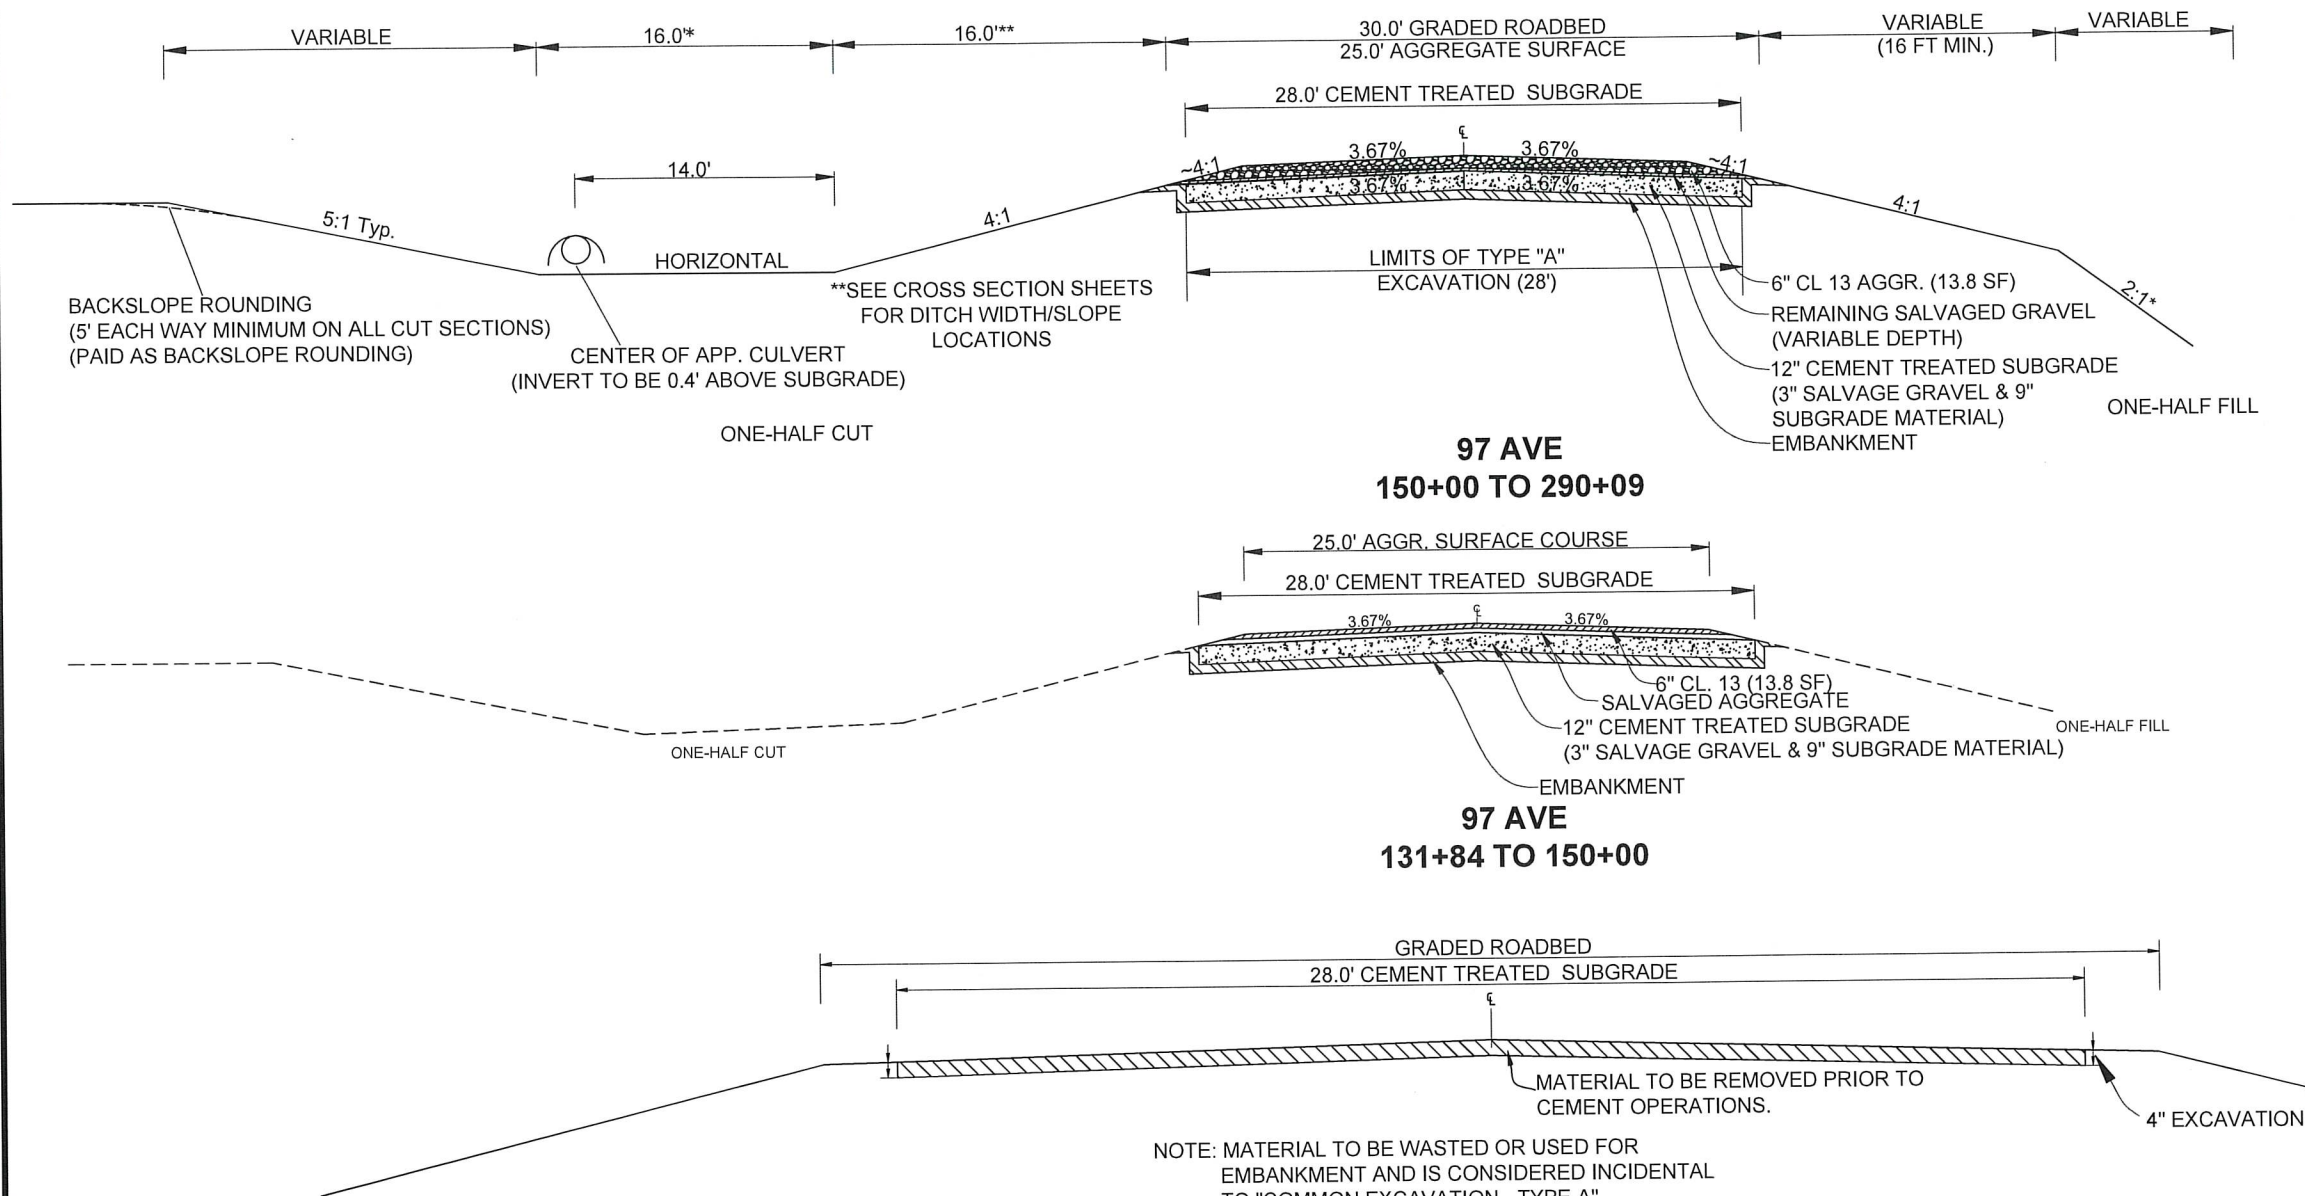 VARIABLE
16.0'*
16.0'**
30.0' GRADED ROADBED
25.0' AGGREGATE SURFACE
VARIABLE
(16 FT MIN.)
VARIABLE
28.0' CEMENT TREATED SUBGRADE
℄
3.67%
3.67%
~4:1
~4:1
3.67%
3.67%
14.0'
5:1 Typ.
4:1
4:1
HORIZONTAL
LIMITS OF TYPE "A"
EXCAVATION (28')
2:1*
BACKSLOPE ROUNDING
(5' EACH WAY MINIMUM ON ALL CUT SECTIONS)
(PAID AS BACKSLOPE ROUNDING)
CENTER OF APP. CULVERT
(INVERT TO BE 0.4' ABOVE SUBGRADE)
**SEE CROSS SECTION SHEETS
FOR DITCH WIDTH/SLOPE
LOCATIONS
6" CL 13 AGGR. (13.8 SF)
REMAINING SALVAGED GRAVEL
(VARIABLE DEPTH)
12" CEMENT TREATED SUBGRADE
(3" SALVAGE GRAVEL & 9"
SUBGRADE MATERIAL)
EMBANKMENT
ONE-HALF CUT
ONE-HALF FILL
97 AVE
150+00 TO 290+09
25.0' AGGR. SURFACE COURSE
28.0' CEMENT TREATED SUBGRADE
℄
3.67%
3.67%
6" CL. 13 (13.8 SF)
SALVAGED AGGREGATE
12" CEMENT TREATED SUBGRADE
(3" SALVAGE GRAVEL & 9" SUBGRADE MATERIAL)
EMBANKMENT
ONE-HALF CUT
ONE-HALF FILL
97 AVE
131+84 TO 150+00
GRADED ROADBED
28.0' CEMENT TREATED SUBGRADE
℄
MATERIAL TO BE REMOVED PRIOR TO
CEMENT OPERATIONS.
4" EXCAVATION
NOTE: MATERIAL TO BE WASTED OR USED FOR
EMBANKMENT AND IS CONSIDERED INCIDENTAL
TO "COMMON EXCAVATION - TYPE A"